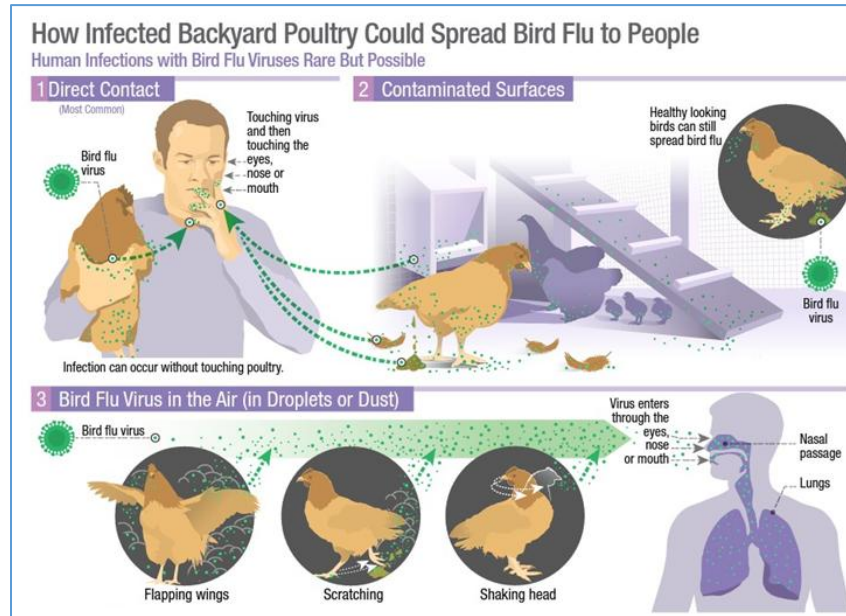 How Infected Backyard Poultry Could Spread Bird Flu to People
Human Infections with Bird Flu Viruses Rare But Possible
1 Direct Contact
(Most Common)
Touching virus
and then
touching the
eyes,
nose or
mouth
Bird flu
virus
Infection can occur without touching poultry.
2 Contaminated Surfaces
Healthy looking
birds can still
spread bird flu
Bird flu
virus
3 Bird Flu Virus in the Air (in Droplets or Dust)
Bird flu virus
Flapping wings
Scratching
Shaking head
Virus enters
through the
eyes,
nose
or mouth
Nasal
passage
Lungs